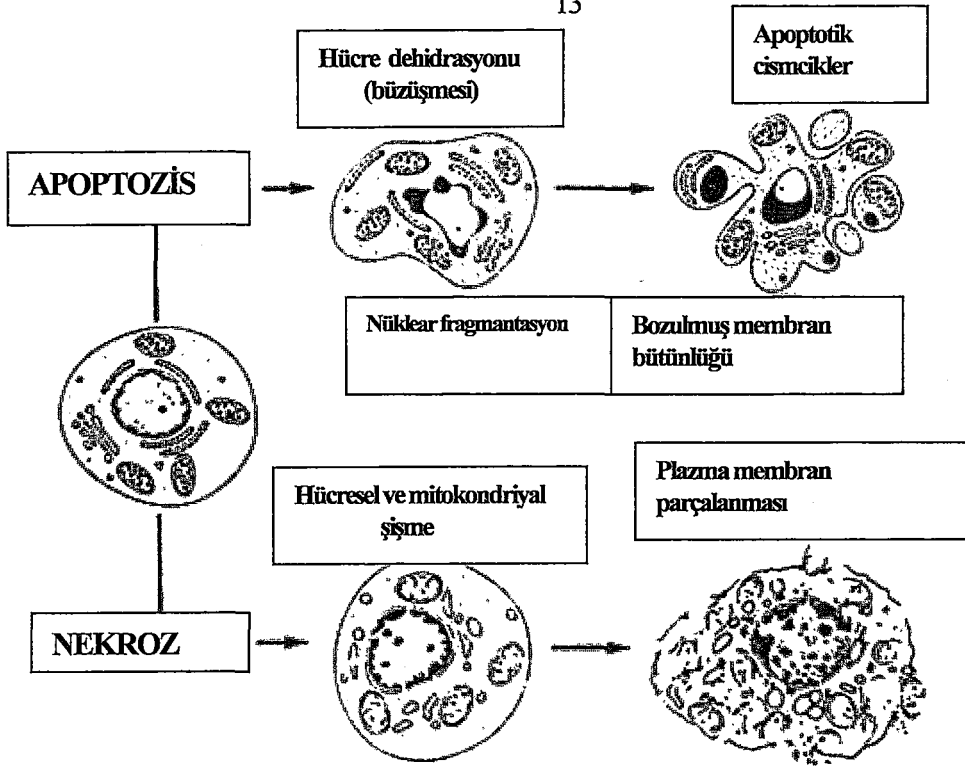 13
Hücre dehidrasyonu
(büzüşmesi)
Apoptotik
cismcikler
APOPTOZİS
Nüklear fragmantasyon
Bozulmuş membran
bütünlüğü
Hücresel ve mitokondriyal
şişme
Plazma membran
parçalanması
NEKROZ